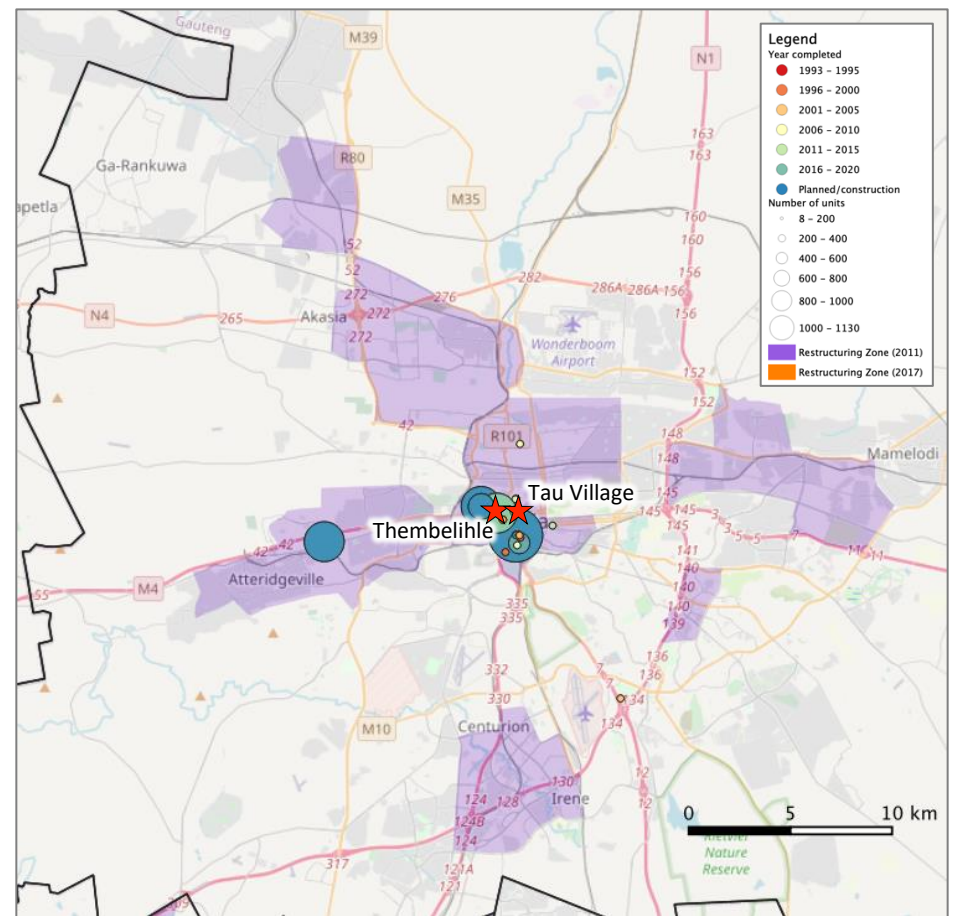 Gauteng
M39
N1
Legend
Year completed
1993 – 1995
1996 – 2000
2001 – 2005
2006 – 2010
2011 – 2015
2016 – 2020
Planned/construction
Number of units
8 – 200
200 – 400
400 – 600
600 – 800
800 – 1000
1000 – 1130
Restructuring Zone (2011)
Restructuring Zone (2017)
163
163
Ga-Rankuwa
R80
M35
apetla
160
160
52
52
156
282
286A
286A
156
156
272
276
N4
265
Akasia
272
272
Wonderboom
Airport
152
152
42
R101
148
148
Mamelodi
145
Tau Village
145
145
145
3
3
5
5
7
Thembelihle
a
42
42
11
11
141
140
Atteridgeville
M4
55
140
140
139
335
335
136
136
332
330
7
7
134
134
M10
Centurion
130
Irene
124
128
124B
124
12
12
0
5
10 km
Nature
Reserve
317
121A
121